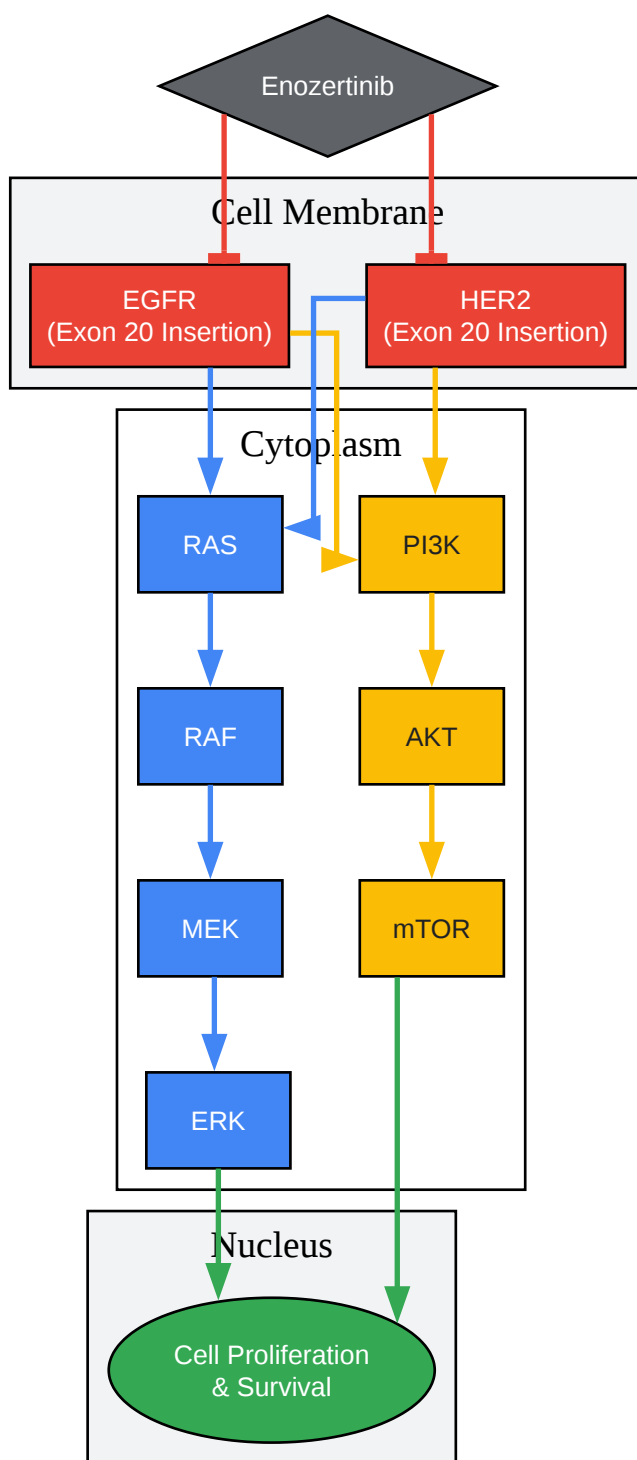 Enozertinib
Cell Membrane
EGFR
(Exon 20 Insertion)
HER2
(Exon 20 Insertion)
Cytoplasm
RAS
PI3K
RAF
AKT
MEK
mTOR
ERK
Nucleus
Cell Proliferation
& Survival